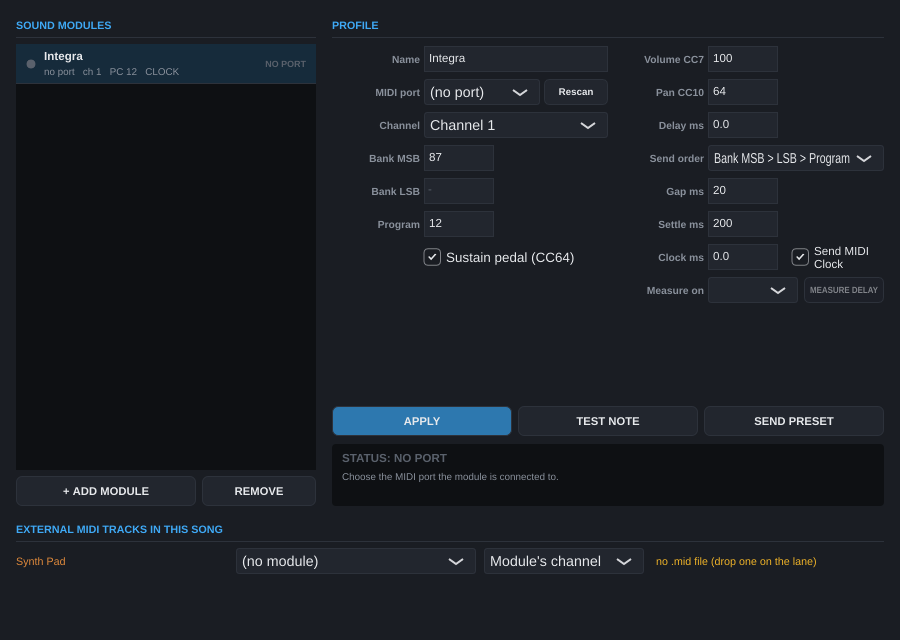 SOUND MODULES
Integra
no port ch 1 PC 12 CLOCK
NO PORT
+ ADD MODULE
REMOVE
PROFILE
Name Integra
MIDI port (no port) Rescan
Channel Channel 1
Bank MSB 87
Bank LSB -
Program 12
Sustain pedal (CC64)
Volume CC7 100
Pan CC10 64
Delay ms 0.0
Send order Bank MSB > LSB > Program
Gap ms 20
Settle ms 200
Clock ms 0.0
Send MIDI
Clock
Measure on MEASURE DELAY
APPLY
TEST NOTE
SEND PRESET
STATUS: NO PORT
Choose the MIDI port the module is connected to.
EXTERNAL MIDI TRACKS IN THIS SONG
Synth Pad (no module) Module's channel no .mid file (drop one on the lane)